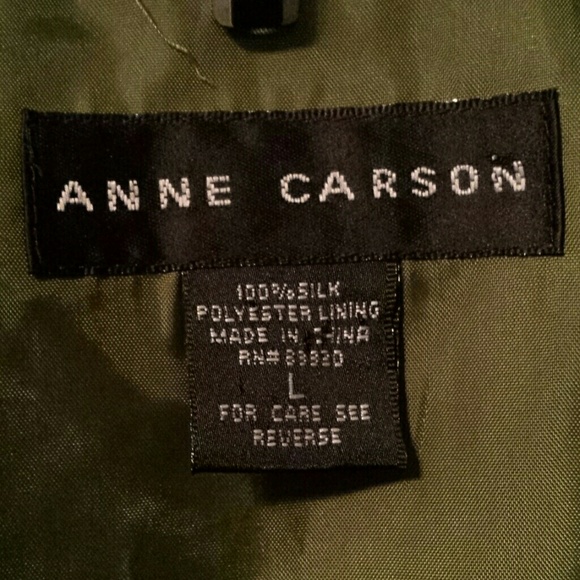 ANNE CARSON
100%SILK
POLYESTER LINING
MADE IN CHINA
RN#
L
FOR CARE SEE
REVERSE